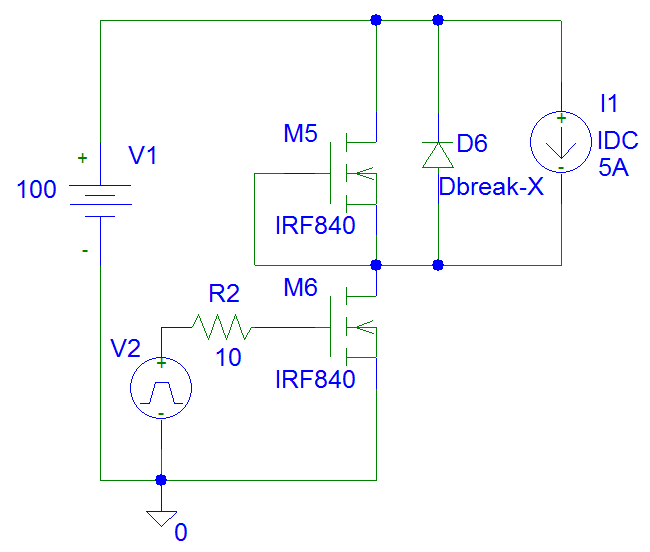 I1
M5
+
+
V1
D6
IDC
100
5A
-
Dbreak-X
IRF840
-
R2
M6
V2
10
+
IRF840
-
0